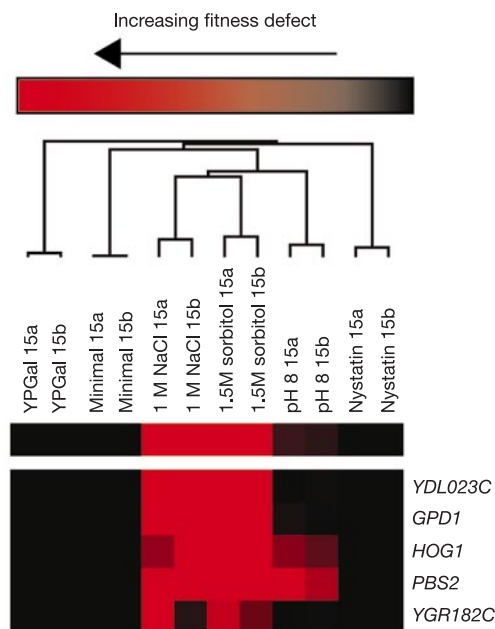 Increasing fitness defect
YPGal 15a
YPGal 15b
Minimal 15a
Minimal 15b
1 M NaCl 15a
1 M NaCl 15b
1.5M sorbitol 15a
1.5M sorbitol 15b
pH 8 15a
pH 8 15b
Nystatin 15a
Nystatin 15b
YDL023C
GPD1
HOG1
PBS2
YGR182C